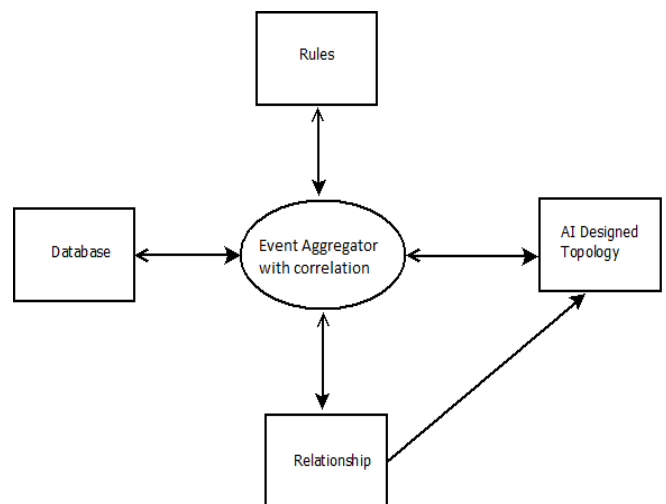 Rules
Database
Event Aggregator
with correlation
AI Designed
Topology
Relationship